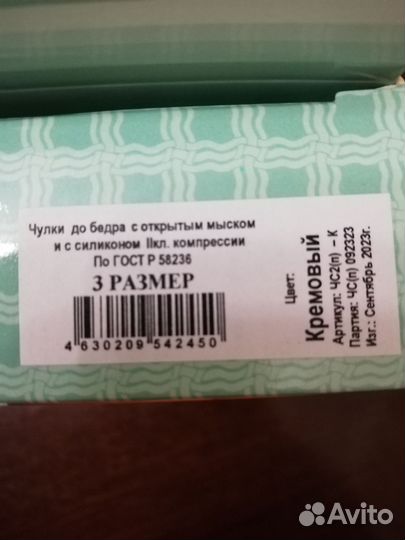 Чулки до бедра с открытым мыском
и с силиконом IIкл. компрессии
По ГОСТ Р 58236
3 РАЗМЕР
4 630209 542450
Цвет:
Кремовый
Артикул: ЧС2(п) – К
Партия: ЧС(п) 092323
Изг.: Сентябрь 2023г.
Avito